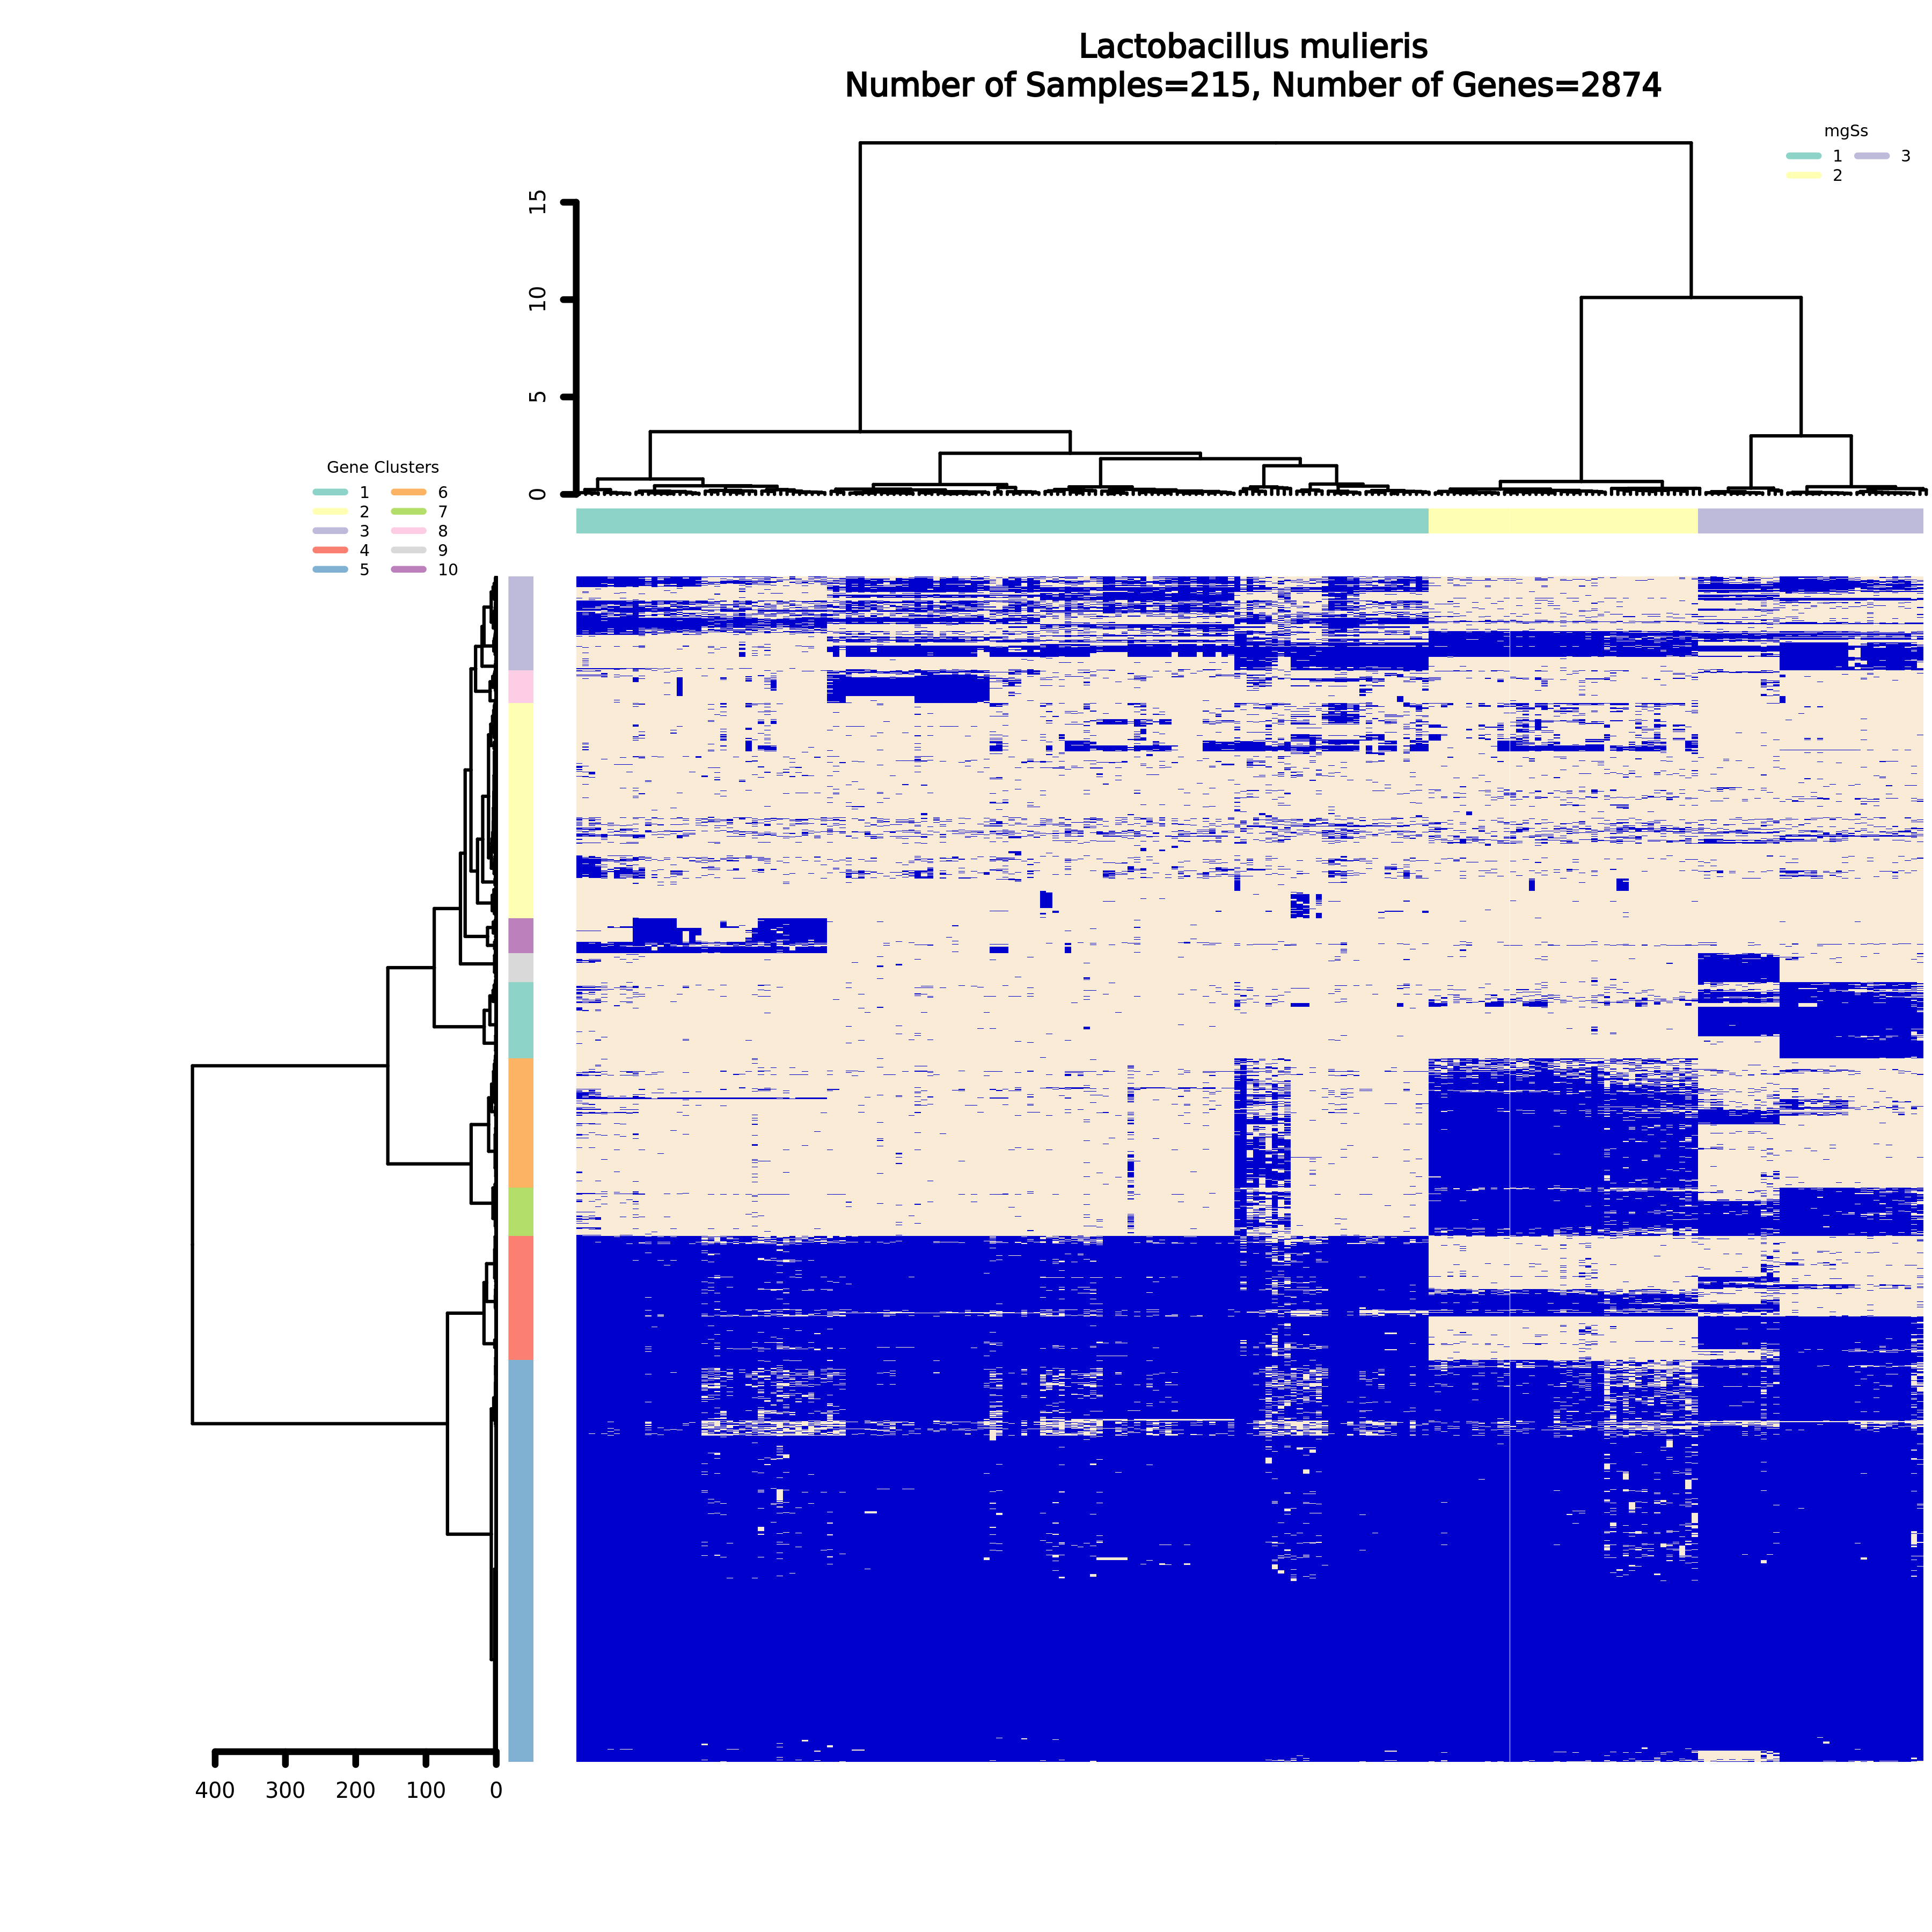 Lactobacillus mulieris
Number of Samples=215, Number of Genes=2874
mgSs
1 3
2
15
10
5
0
Gene Clusters
1 6
2 7
3 8
4 9
5 10
400 300 200 100 0